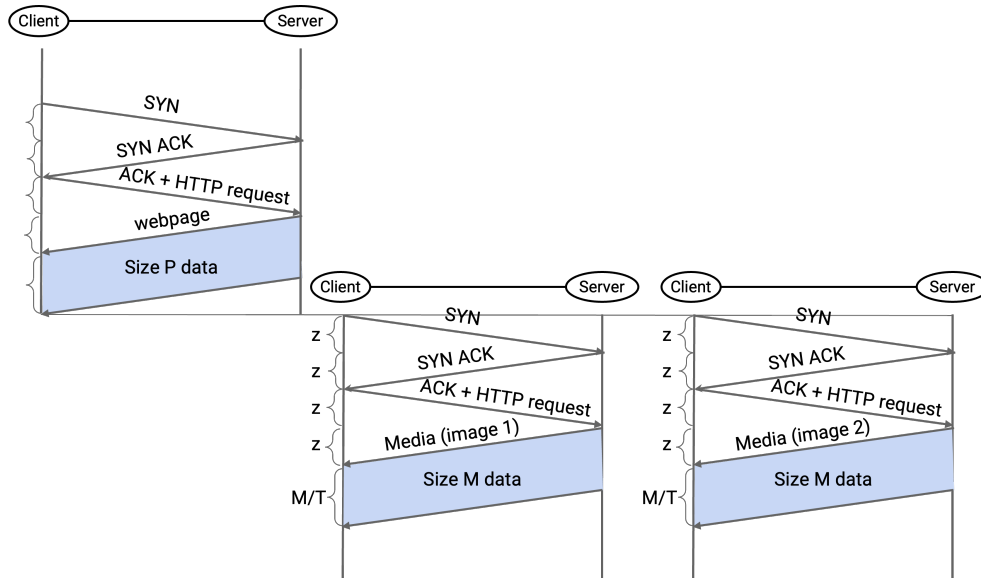 Client
Server
SYN
SYN ACK
ACK + HTTP request
webpage
Size P data
Client
Server
SYN
z
SYN ACK
z
ACK + HTTP request
z
Media (image 1)
z
Size M data
M/T
Client
Server
SYN
z
SYN ACK
z
ACK + HTTP request
z
Media (image 2)
z
Size M data
M/T